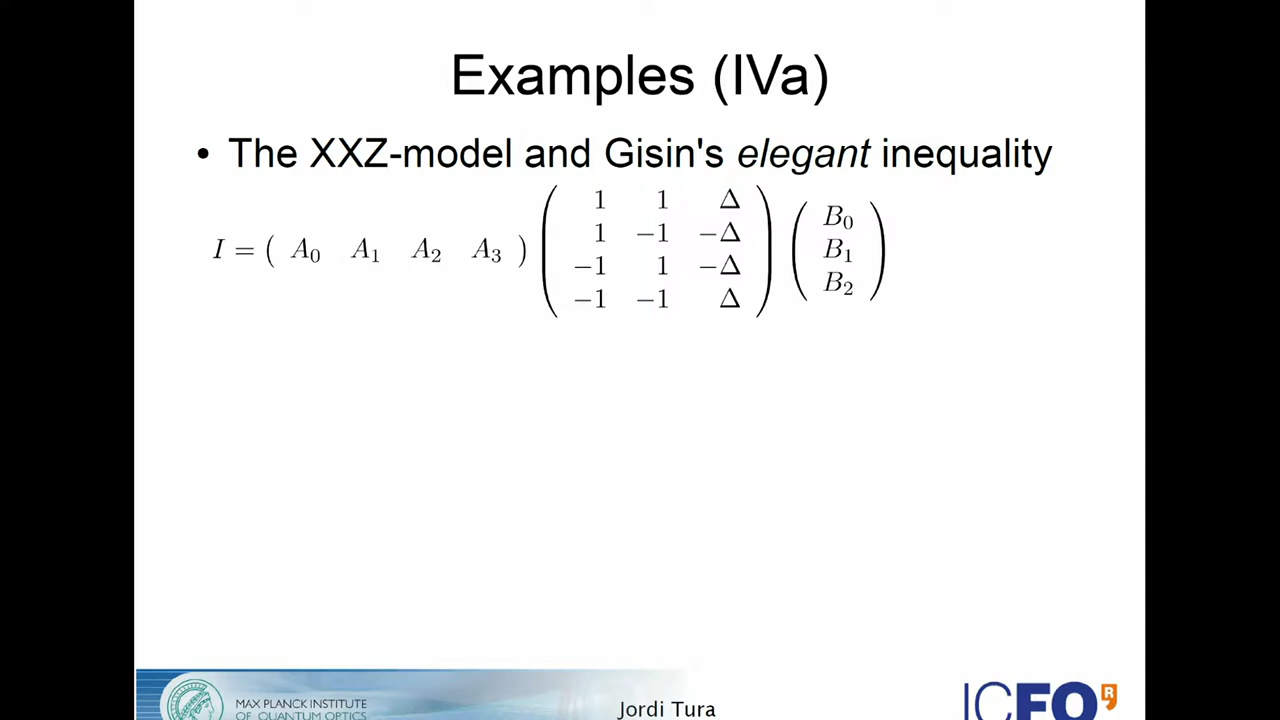 Examples (IVa)
• The XXZ-model and Gisin's elegant inequality
I = ( A₀ A₁ A₂ A₃ ) ( 1 1 Δ
1 −1 −Δ
−1 1 −Δ
−1 −1 Δ ) ( B₀
B₁
B₂ )
MAX PLANCK INSTITUTE
OF QUANTUM OPTICS
Jordi Tura
ICFO R